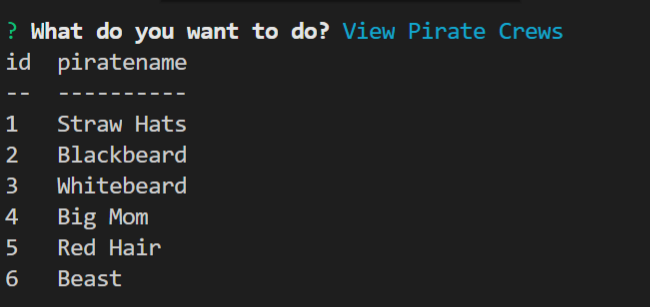 ? What do you want to do? View Pirate Crews
id  piratename
--  ----------
1   Straw Hats
2   Blackbeard
3   Whitebeard
4   Big Mom
5   Red Hair
6   Beast